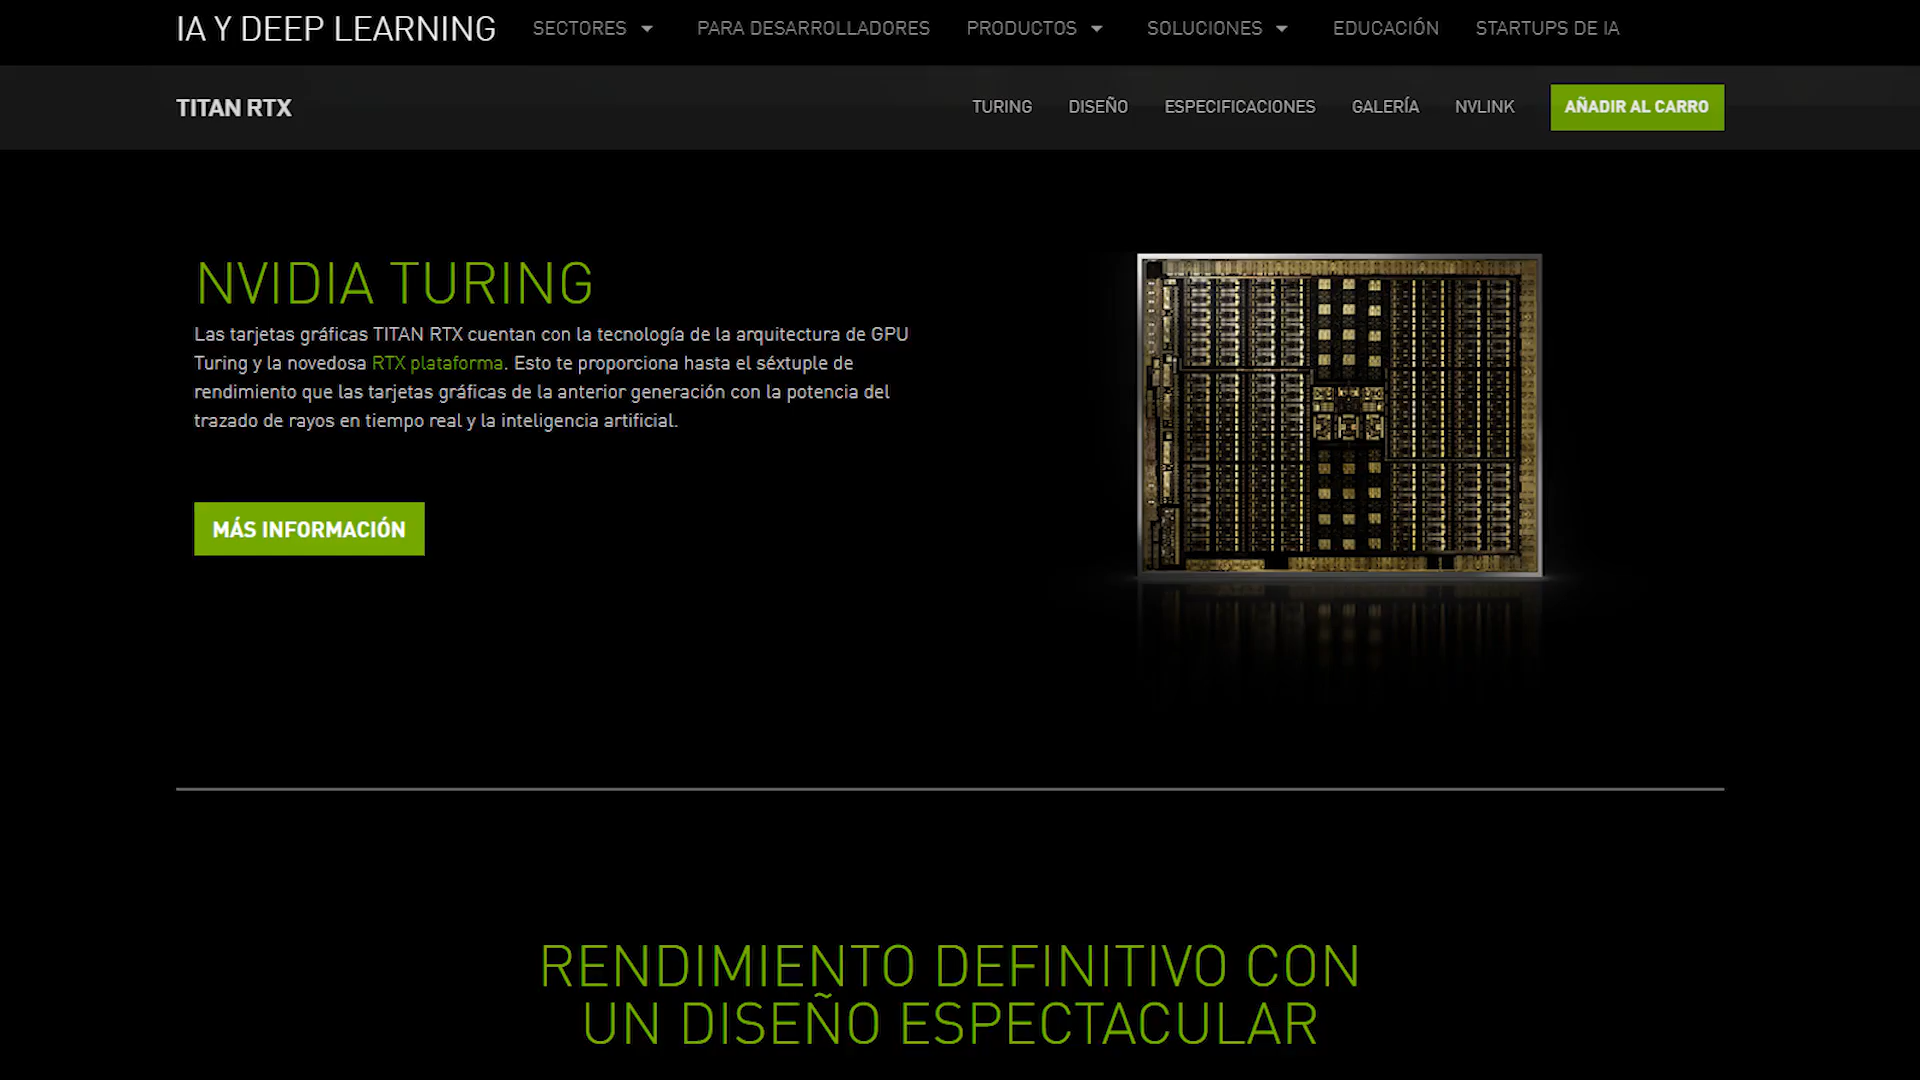 IA Y DEEP LEARNING SECTORES PARA DESARROLLADORES PRODUCTOS SOLUCIONES EDUCACIÓN STARTUPS DE IA
TITAN RTX TURING DISEÑO ESPECIFICACIONES GALERÍA NVLINK AÑADIR AL CARRO
NVIDIA TURING
Las tarjetas gráficas TITAN RTX cuentan con la tecnología de la arquitectura de GPU
Turing y la novedosa RTX plataforma. Esto te proporciona hasta el séxtuple de
rendimiento que las tarjetas gráficas de la anterior generación con la potencia del
trazado de rayos en tiempo real y la inteligencia artificial.
MÁS INFORMACIÓN
RENDIMIENTO DEFINITIVO CON
UN DISEÑO ESPECTACULAR